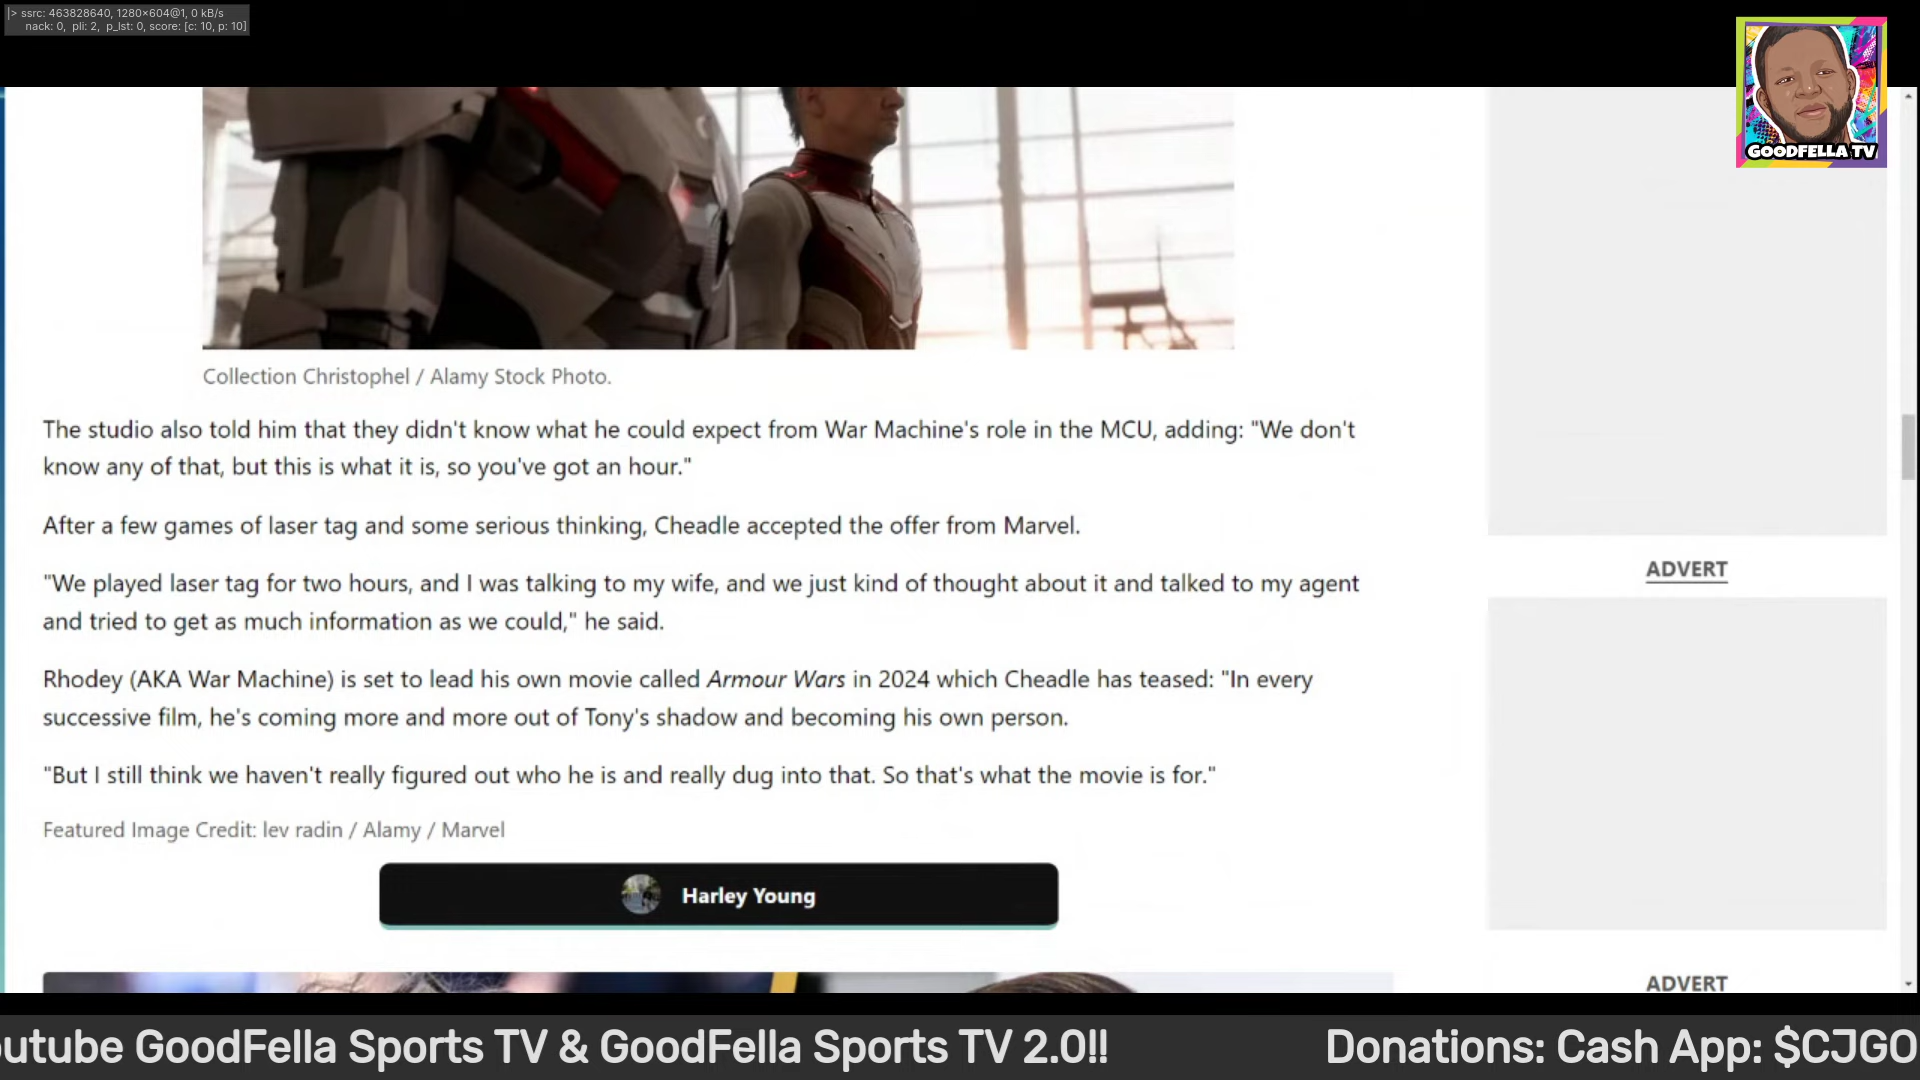 |> ssrc: 463828640, 1280×604@1, 0 kB/s
nack: 0, pli: 2, p_lst: 0, score: [c: 10, p: 10]
GOODFELLA TV
Collection Christophel / Alamy Stock Photo.
The studio also told him that they didn't know what he could expect from War Machine's role in the MCU, adding: "We don't
know any of that, but this is what it is, so you've got an hour."
After a few games of laser tag and some serious thinking, Cheadle accepted the offer from Marvel.
"We played laser tag for two hours, and I was talking to my wife, and we just kind of thought about it and talked to my agent
and tried to get as much information as we could," he said.
Rhodey (AKA War Machine) is set to lead his own movie called Armour Wars in 2024 which Cheadle has teased: "In every
successive film, he's coming more and more out of Tony's shadow and becoming his own person.
"But I still think we haven't really figured out who he is and really dug into that. So that's what the movie is for."
Featured Image Credit: lev radin / Alamy / Marvel
Harley Young
ADVERT
ADVERT
outube GoodFella Sports TV & GoodFella Sports TV 2.0!!
Donations: Cash App: $CJGO